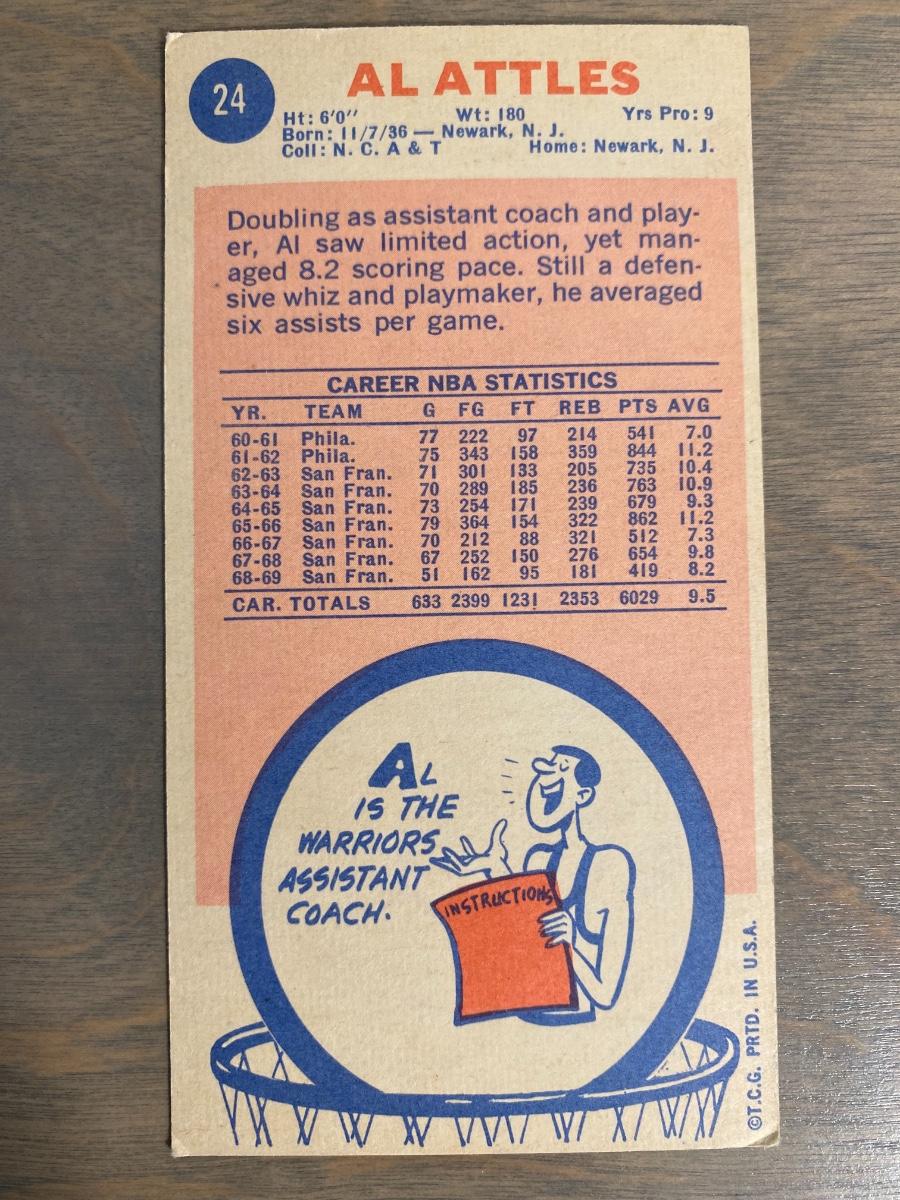 24
AL ATTLES
Ht: 6'0" Wt: 180 Yrs Pro: 9
Born: 11/7/36 — Newark, N. J.
Coll: N. C. A & T Home: Newark, N. J.
Doubling as assistant coach and play-
er, Al saw limited action, yet man-
aged 8.2 scoring pace. Still a defen-
sive whiz and playmaker, he averaged
six assists per game.
CAREER NBA STATISTICS
YR. TEAM G FG FT REB PTS AVG
60-61 Phila. 77 222 97 214 541 7.0
61-62 Phila. 75 343 158 359 844 11.2
62-63 San Fran. 71 301 133 205 735 10.4
63-64 San Fran. 70 289 185 236 763 10.9
64-65 San Fran. 73 254 171 239 679 9.3
65-66 San Fran. 79 364 154 322 862 11.2
66-67 San Fran. 70 212 88 321 512 7.3
67-68 San Fran. 67 252 150 276 654 9.8
68-69 San Fran. 51 162 95 181 419 8.2
CAR. TOTALS 633 2399 1231 2353 6029 9.5
AL
IS THE
WARRIORS
ASSISTANT
COACH.
INSTRUCTIONS
©T.C.G. PRTD. IN U.S.A.